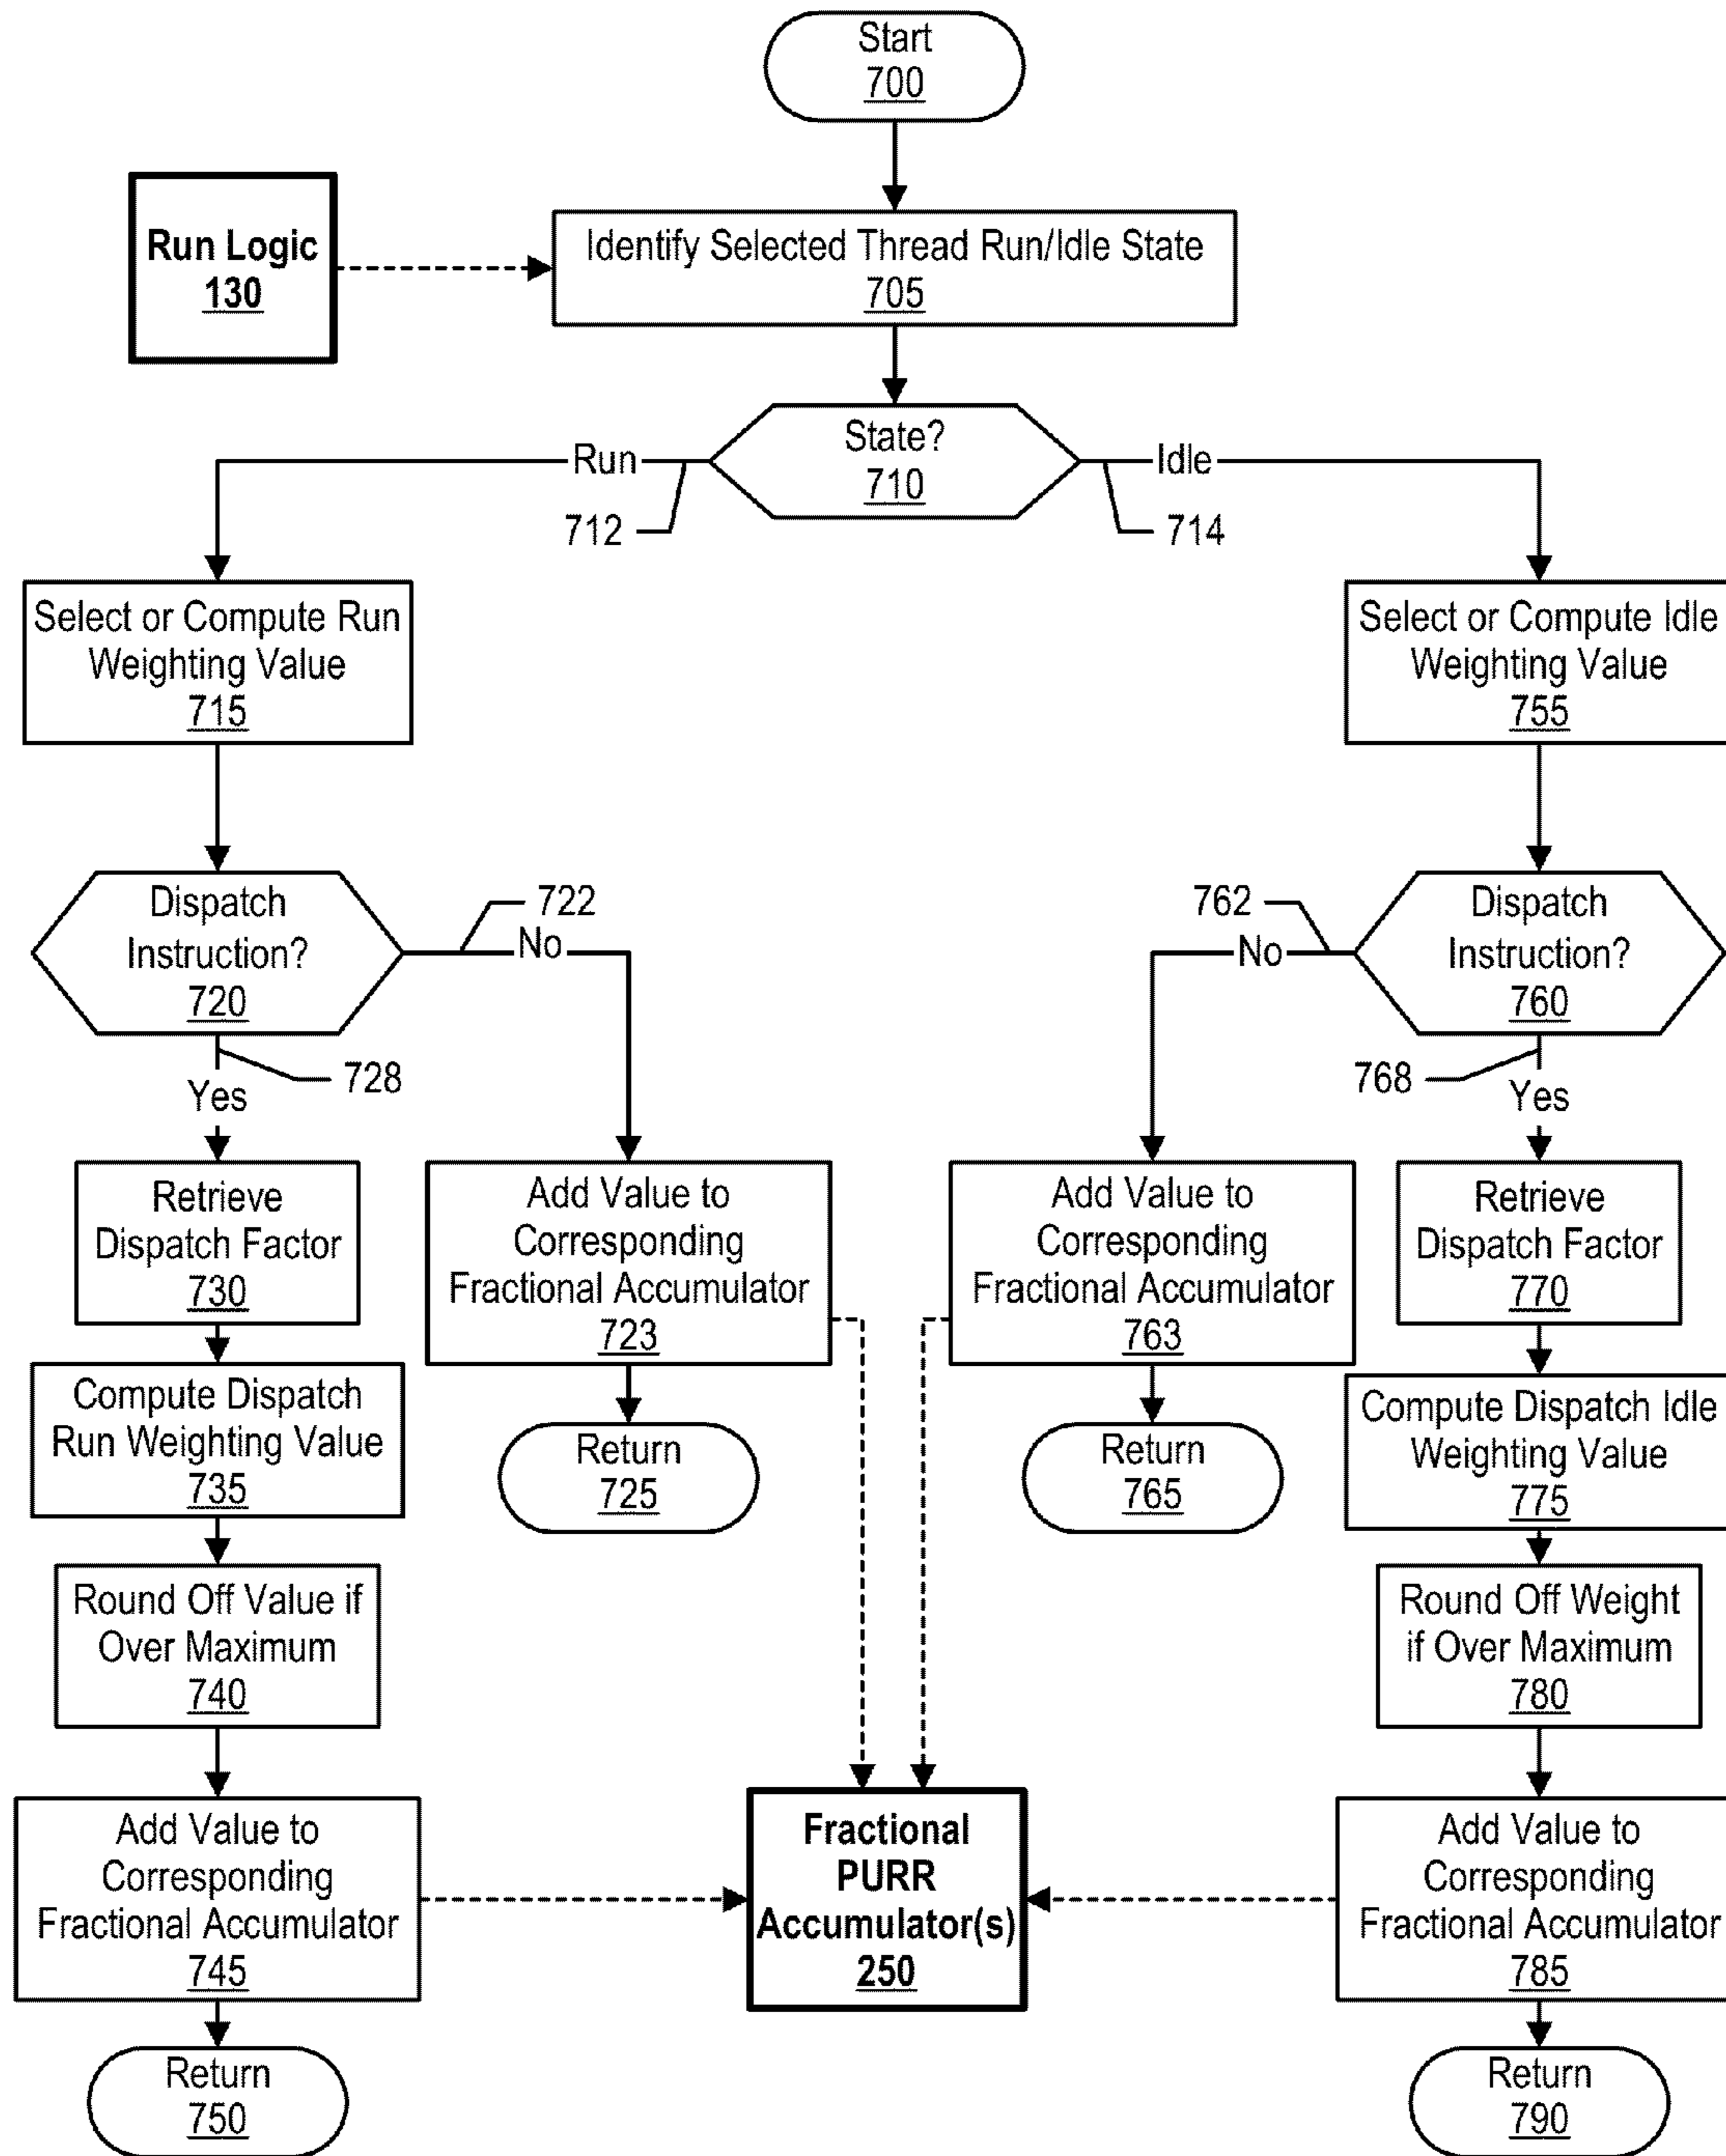 Start
700
Run Logic
130
Identify Selected Thread Run/Idle State
705
State?
710
Run
Idle
712
714
Select or Compute Run
Weighting Value
715
Select or Compute Idle
Weighting Value
755
Dispatch
Instruction?
720
722
No
728
Yes
762
No
Dispatch
Instruction?
760
768
Yes
Retrieve
Dispatch Factor
730
Add Value to
Corresponding
Fractional Accumulator
723
Add Value to
Corresponding
Fractional Accumulator
763
Retrieve
Dispatch Factor
770
Compute Dispatch
Run Weighting Value
735
Return
725
Return
765
Compute Dispatch Idle
Weighting Value
775
Round Off Value if
Over Maximum
740
Round Off Weight
if Over Maximum
780
Add Value to
Corresponding
Fractional Accumulator
745
Fractional
PURR
Accumulator(s)
250
Add Value to
Corresponding
Fractional Accumulator
785
Return
750
Return
790